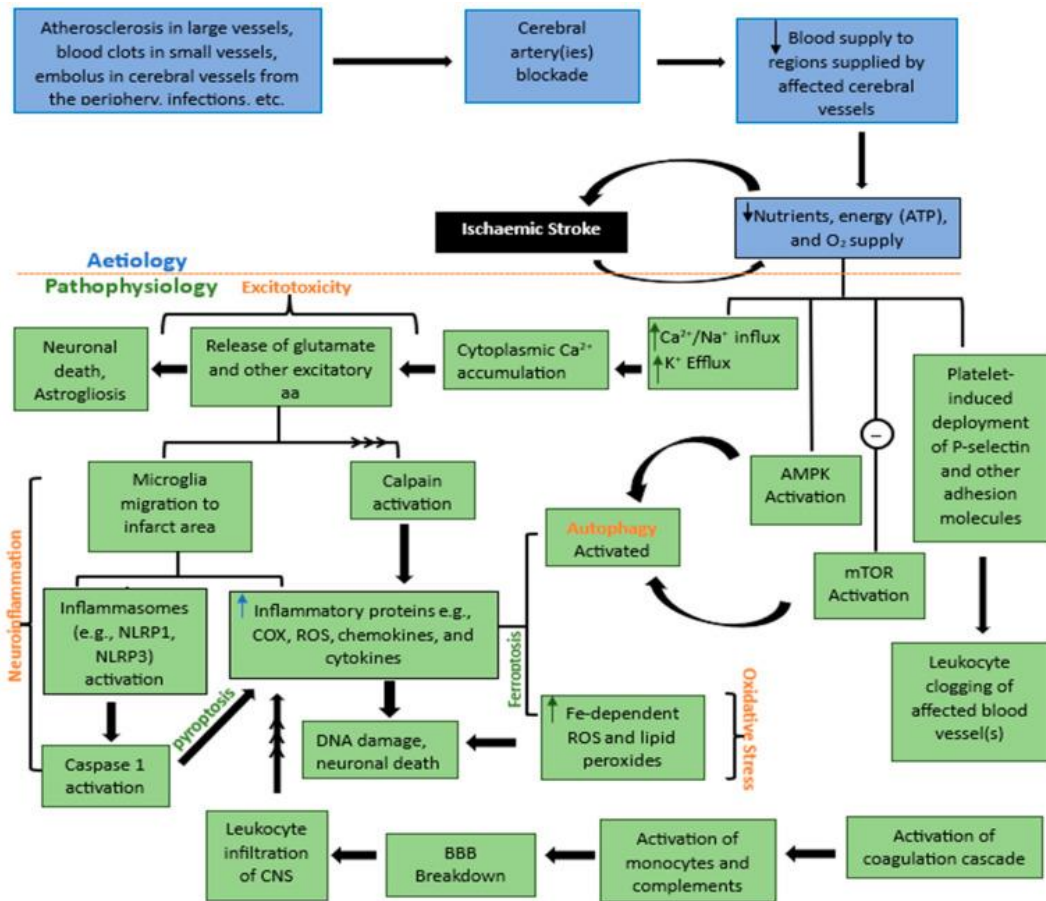 Atherosclerosis in large vessels,
blood clots in small vessels,
embolus in cerebral vessels from
the periphery, infections, etc.
Cerebral
artery(ies)
blockade
↓ Blood supply to
regions supplied by
affected cerebral
vessels
Ischaemic Stroke
↓Nutrients, energy (ATP),
and O₂ supply
Aetiology
Pathophysiology
Excitotoxicity
Neuronal
death,
Astrogliosis
Release of glutamate
and other excitatory
aa
Cytoplasmic Ca²⁺
accumulation
↑Ca²⁺/Na⁺ influx
↑K⁺ Efflux
Platelet-
induced
deployment
of P-selectin
and other
adhesion
molecules
Microglia
migration to
infarct area
Calpain
activation
AMPK
Activation
−
Autophagy
Activated
mTOR
Activation
Neuroinflammation
Inflammasomes
(e.g., NLRP1,
NLRP3)
activation
↑ Inflammatory proteins e.g.,
COX, ROS, chemokines, and
cytokines
Ferroptosis
Leukocyte
clogging of
affected blood
vessel(s)
pyroptosis
Caspase 1
activation
DNA damage,
neuronal death
↑ Fe-dependent
ROS and lipid
peroxides
Oxidative Stress
Leukocyte
infiltration
of CNS
BBB
Breakdown
Activation of
monocytes and
complements
Activation of
coagulation cascade